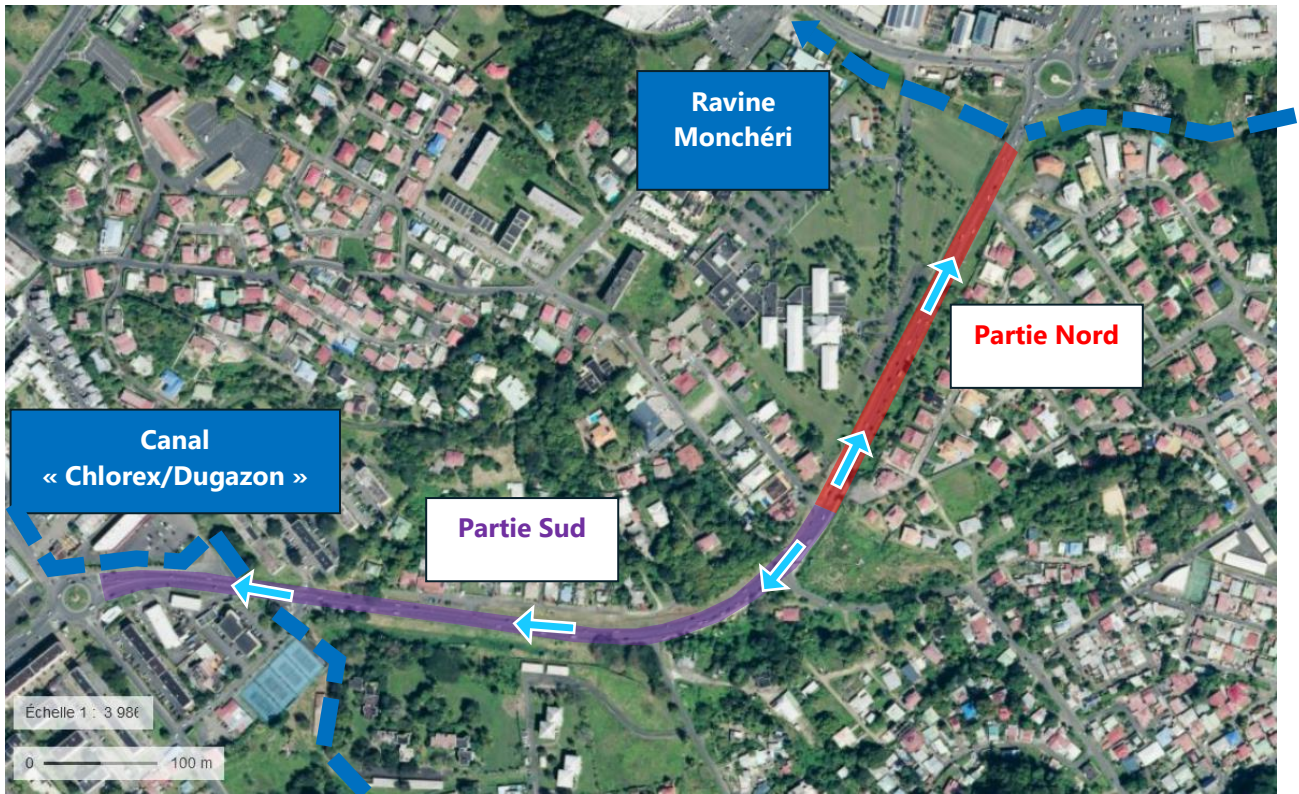 Ravine
Monchéri
Partie Nord
Canal
« Chlorex/Dugazon »
Partie Sud
Échelle 1 : 3 986
0
100 m